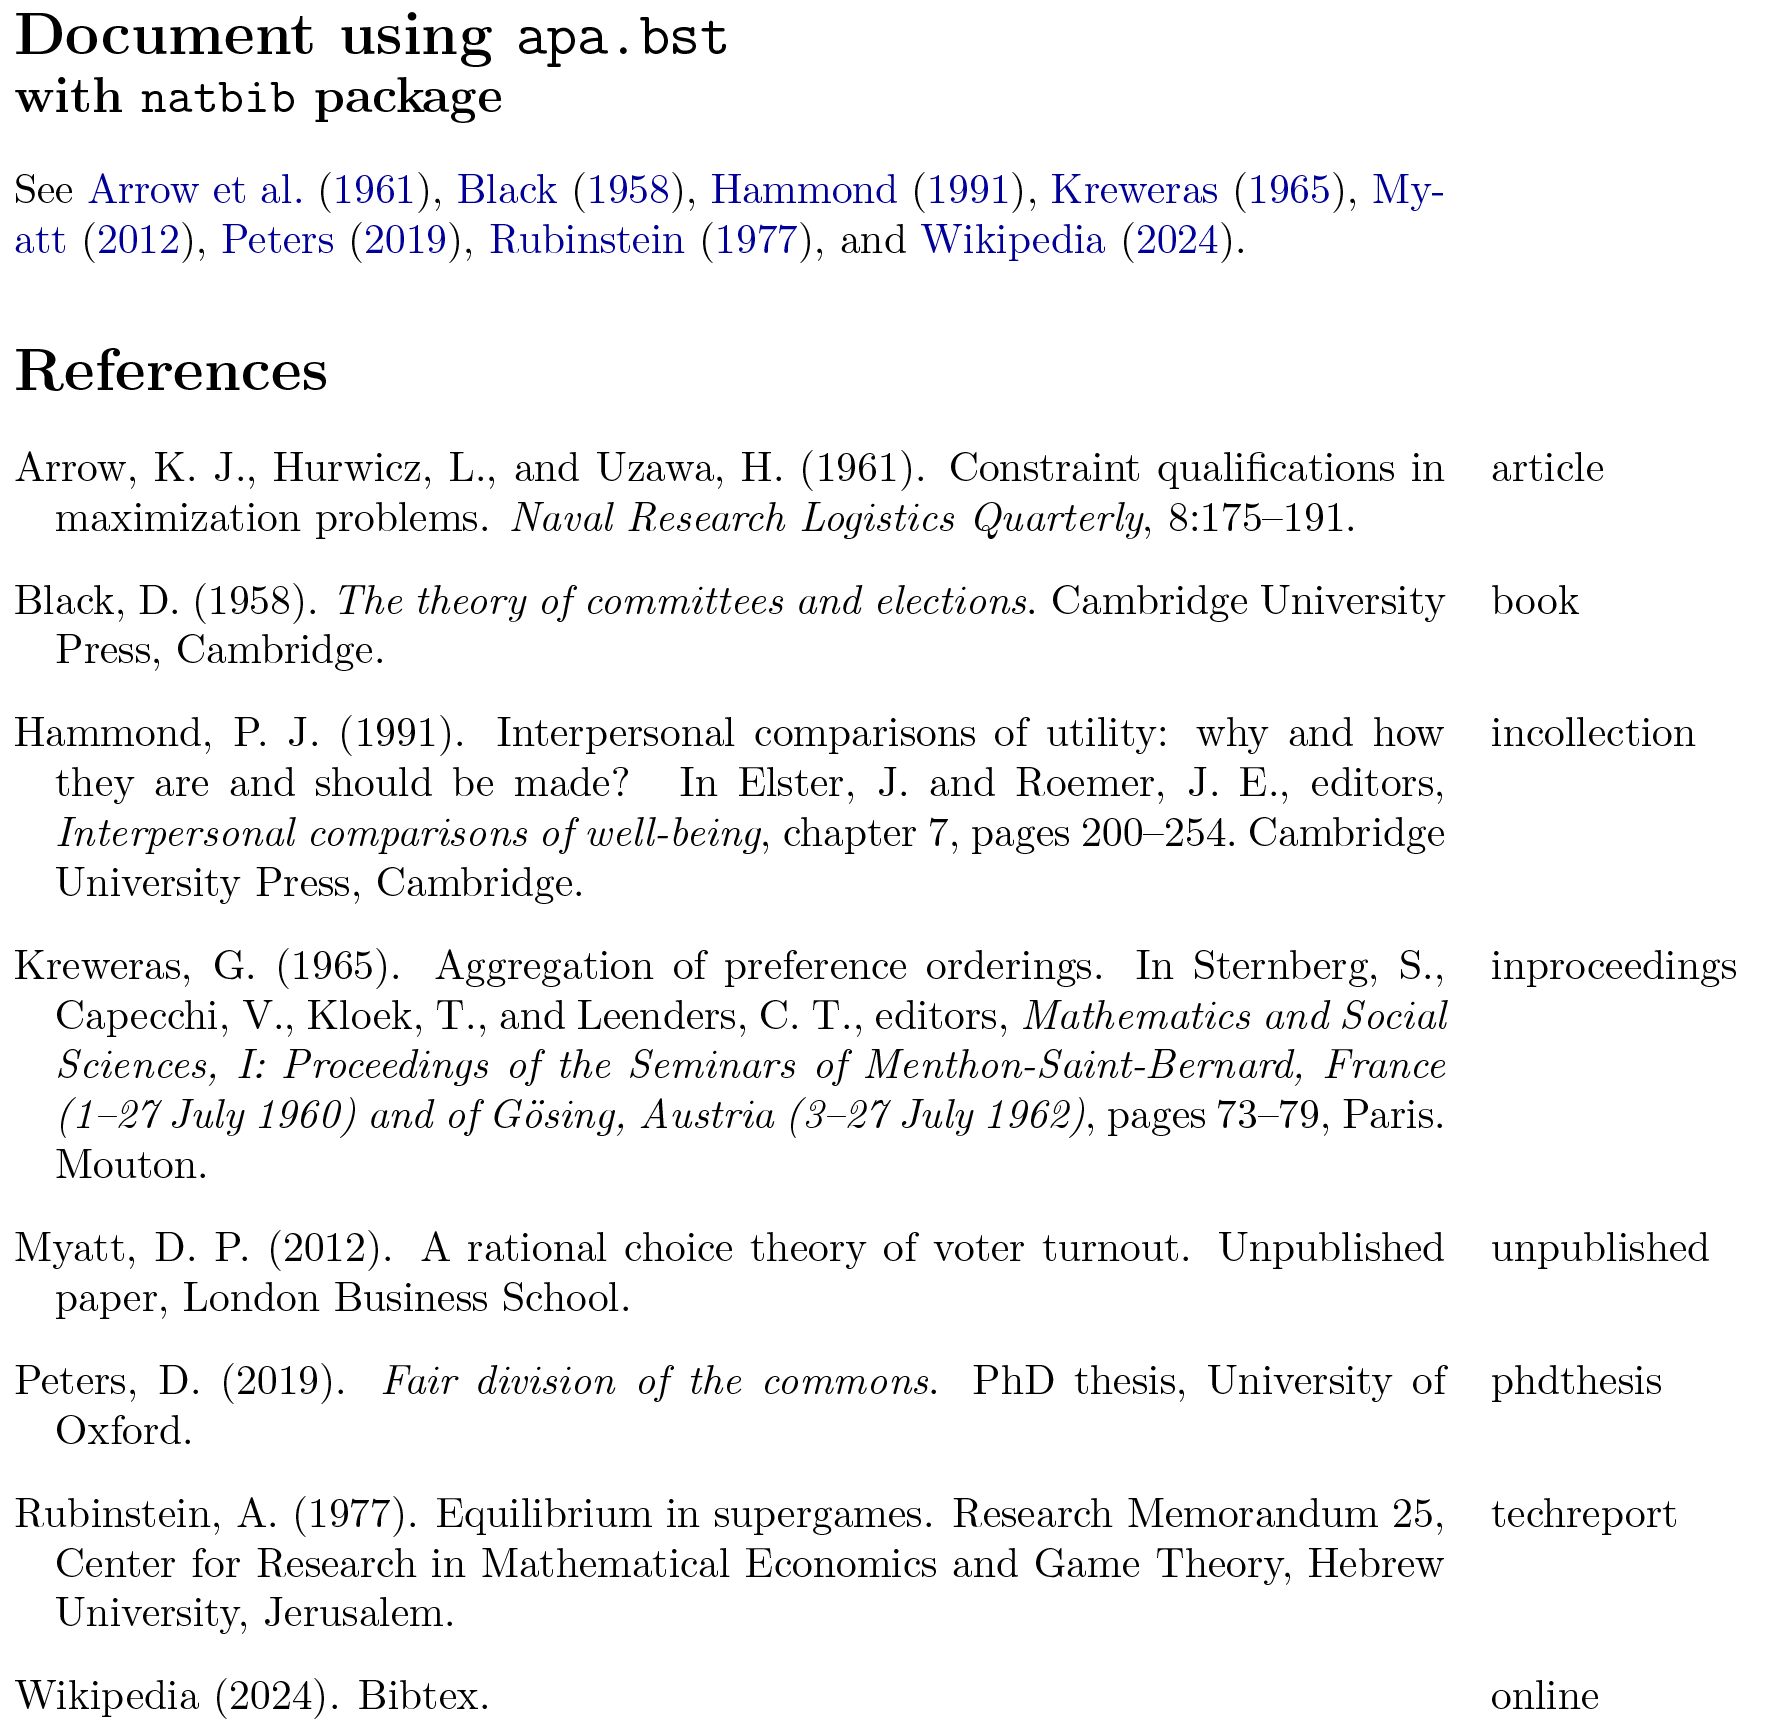 Document using apa.bst
with natbib package
See Arrow et al. (1961), Black (1958), Hammond (1991), Kreweras (1965), My-
att (2012), Peters (2019), Rubinstein (1977), and Wikipedia (2024).
References
Arrow, K. J., Hurwicz, L., and Uzawa, H. (1961). Constraint qualifications in article
maximization problems. Naval Research Logistics Quarterly, 8:175–191.
Black, D. (1958). The theory of committees and elections. Cambridge University book
Press, Cambridge.
Hammond, P. J. (1991). Interpersonal comparisons of utility: why and how incollection
they are and should be made? In Elster, J. and Roemer, J. E., editors,
Interpersonal comparisons of well-being, chapter 7, pages 200–254. Cambridge
University Press, Cambridge.
Kreweras, G. (1965). Aggregation of preference orderings. In Sternberg, S., inproceedings
Capecchi, V., Kloek, T., and Leenders, C. T., editors, Mathematics and Social
Sciences, I: Proceedings of the Seminars of Menthon-Saint-Bernard, France
(1–27 July 1960) and of Gösing, Austria (3–27 July 1962), pages 73–79, Paris.
Mouton.
Myatt, D. P. (2012). A rational choice theory of voter turnout. Unpublished unpublished
paper, London Business School.
Peters, D. (2019). Fair division of the commons. PhD thesis, University of phdthesis
Oxford.
Rubinstein, A. (1977). Equilibrium in supergames. Research Memorandum 25, techreport
Center for Research in Mathematical Economics and Game Theory, Hebrew
University, Jerusalem.
Wikipedia (2024). Bibtex. online